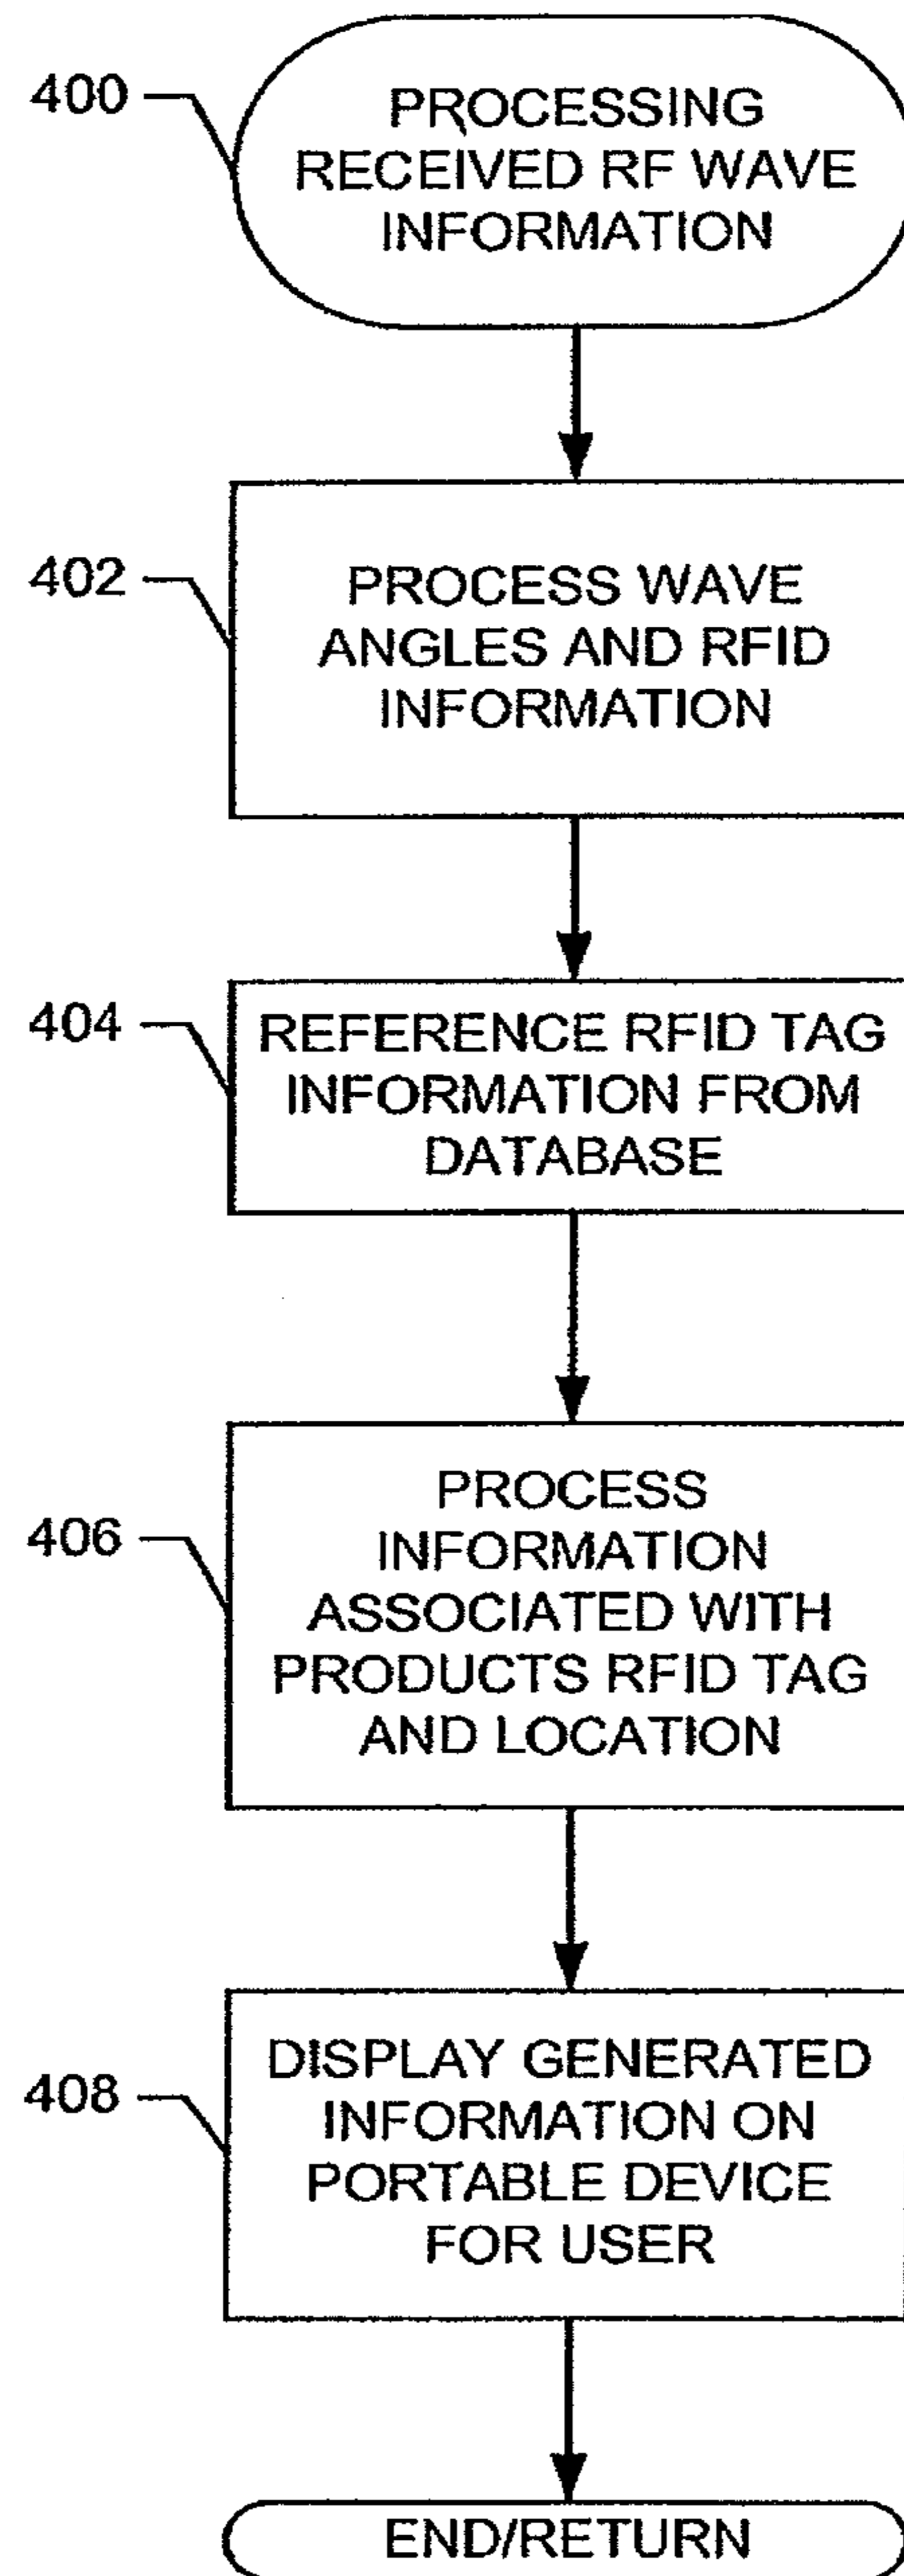 400
PROCESSING
RECEIVED RF WAVE
INFORMATION
402
PROCESS WAVE
ANGLES AND RFID
INFORMATION
404
REFERENCE RFID TAG
INFORMATION FROM
DATABASE
406
PROCESS
INFORMATION
ASSOCIATED WITH
PRODUCTS RFID TAG
AND LOCATION
408
DISPLAY GENERATED
INFORMATION ON
PORTABLE DEVICE
FOR USER
END/RETURN